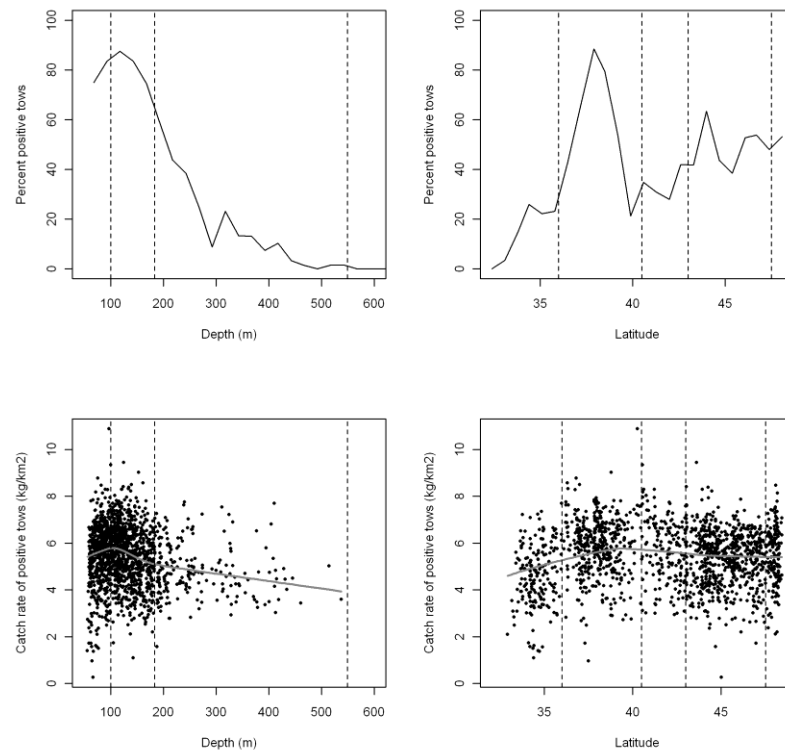 Percent positive tows
0 20 40 60 80 100
100 200 300 400 500 600
Depth (m)
Percent positive tows
0 20 40 60 80 100
35 40 45
Latitude
Catch rate of positive tows (kg/km2)
0 2 4 6 8 10
100 200 300 400 500 600
Depth (m)
Catch rate of positive tows (kg/km2)
0 2 4 6 8 10
35 40 45
Latitude